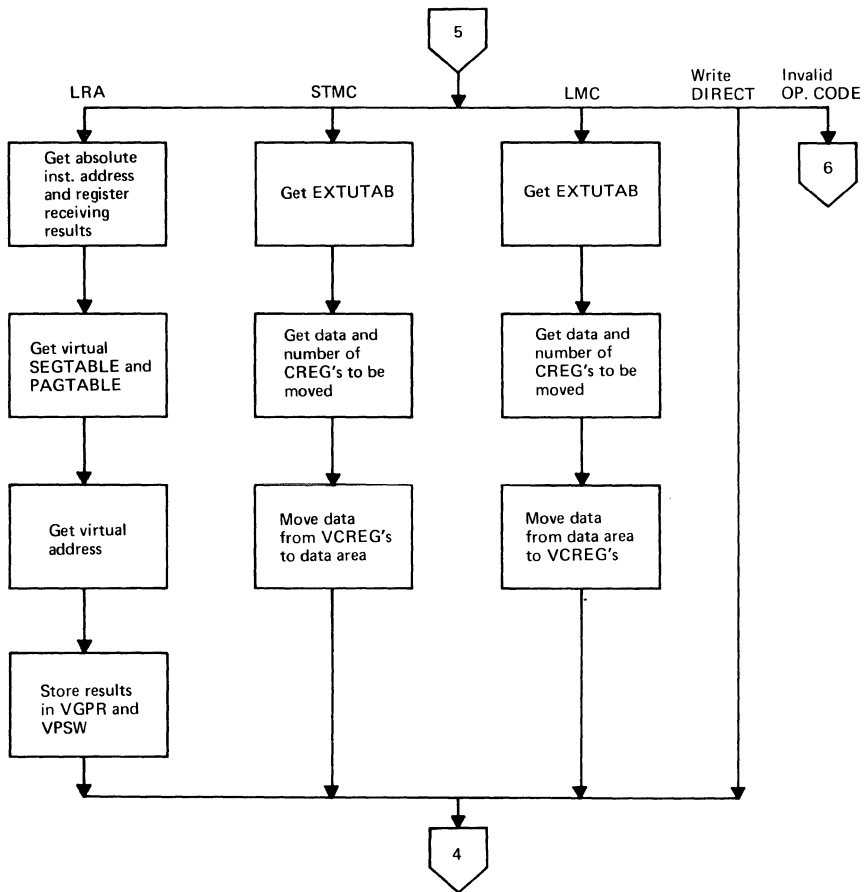 5
LRA
STMC
LMC
Write
DIRECT
Invalid
OP. CODE
Get absolute
inst. address
and register
receiving
results
Get EXTUTAB
Get EXTUTAB
6
Get virtual
SEGTABLE and
PAGTABLE
Get data and
number of
CREG's to be
moved
Get data and
number of
CREG's to be
moved
Get virtual
address
Move data
from VCREG's
to data area
Move data
from data area
to VCREG's
Store results
in VGPR and
VPSW
4